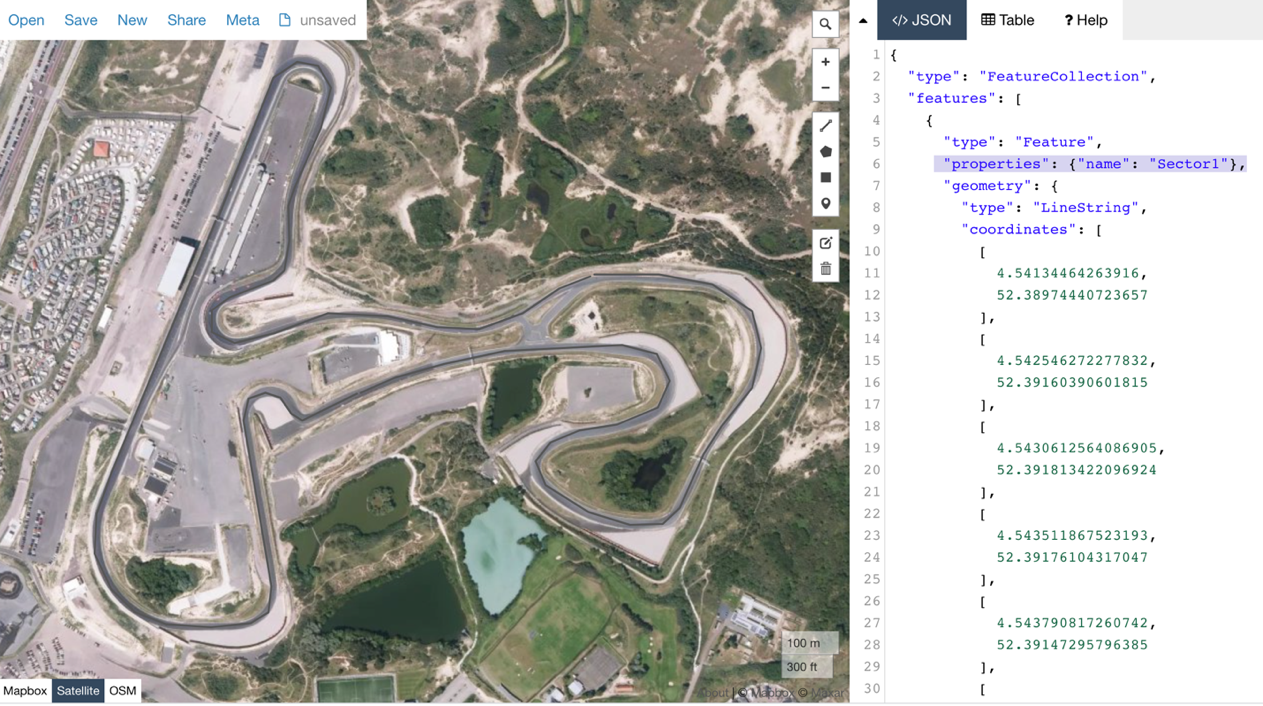 Open Save New Share Meta unsaved
</> JSON Table ? Help
+
−
1 {
2 "type": "FeatureCollection",
3 "features": [
4 {
5 "type": "Feature",
6 "properties": {"name": "Sector1"},
7 "geometry": {
8 "type": "LineString",
9 "coordinates": [
10 [
11 4.54134464263916,
12 52.38974440723657
13 ],
14 [
15 4.542546272277832,
16 52.39160390601815
17 ],
18 [
19 4.5430612564086905,
20 52.391813422096924
21 ],
22 [
23 4.543511867523193,
24 52.39176104317047
25 ],
26 [
27 4.543790817260742,
28 52.39147295796385
29 ],
30 [
100 m
300 ft
Mapbox Satellite OSM
About | © Mapbox ©